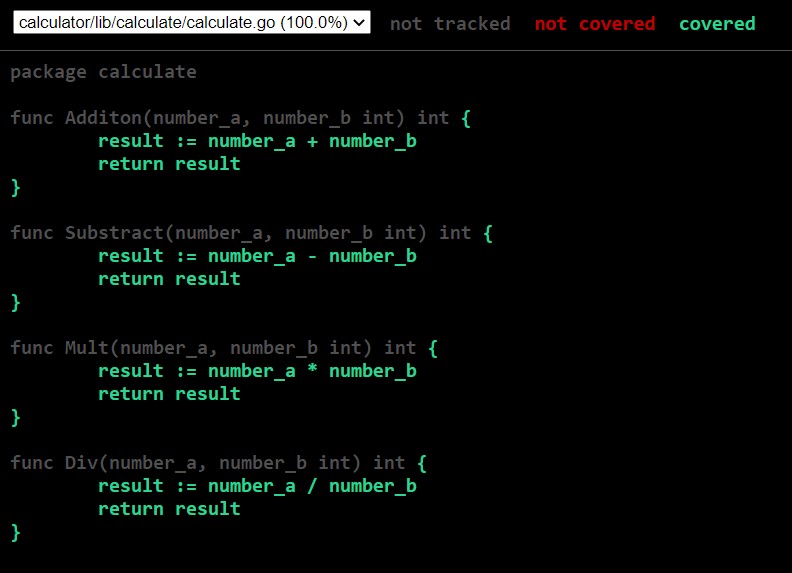 calculator/lib/calculate/calculate.go (100.0%) not tracked not covered covered
package calculate
func Additon(number_a, number_b int) int {
result := number_a + number_b
return result
}
func Substract(number_a, number_b int) int {
result := number_a - number_b
return result
}
func Mult(number_a, number_b int) int {
result := number_a * number_b
return result
}
func Div(number_a, number_b int) int {
result := number_a / number_b
return result
}